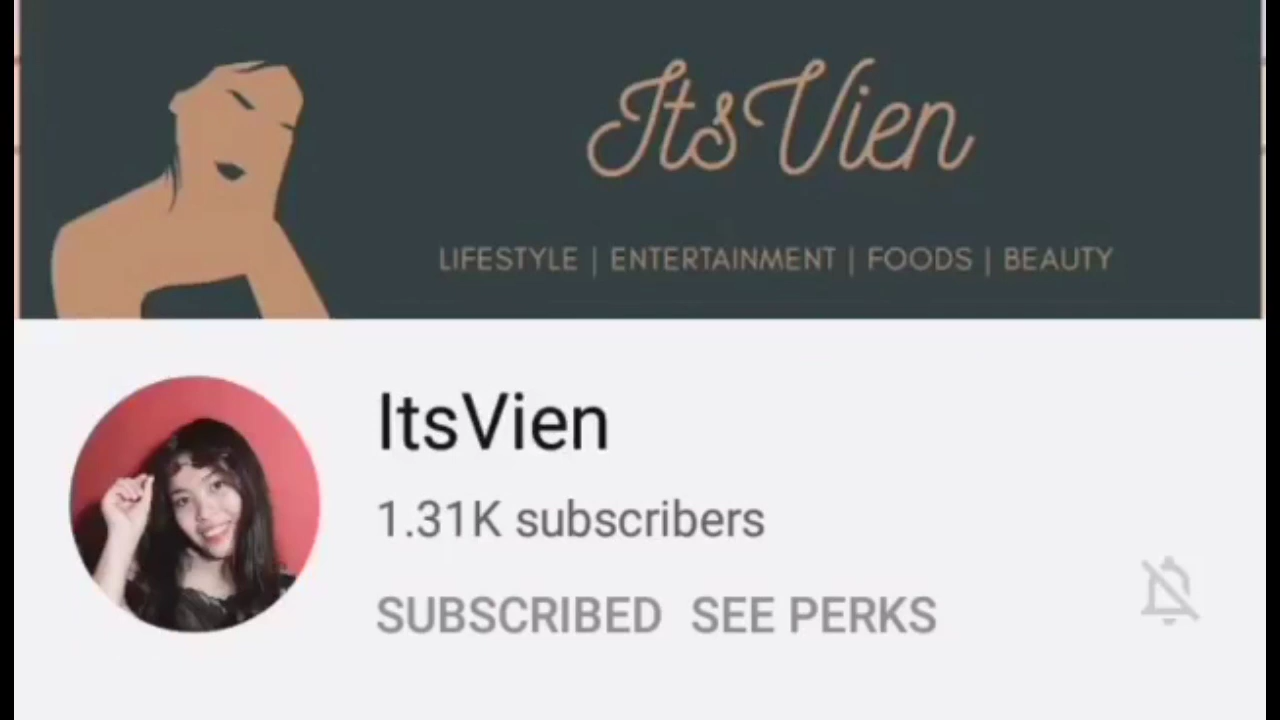 ItsVien
LIFESTYLE | ENTERTAINMENT | FOODS | BEAUTY
ItsVien
1.31K subscribers
SUBSCRIBED SEE PERKS